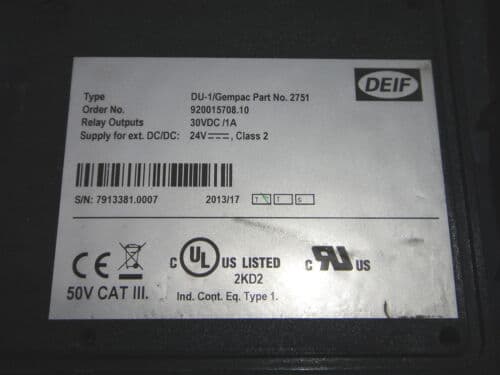 DEIF
Type DU-1/Gempac Part No. 2751
Order No. 920015708.10
Relay Outputs 30VDC /1A
Supply for ext. DC/DC: 24V⎓, Class 2
S/N: 7913381.0007 2013/17 T T S
CE C UL US LISTED c RU US
2KD2
50V CAT III. Ind. Cont. Eq. Type 1.